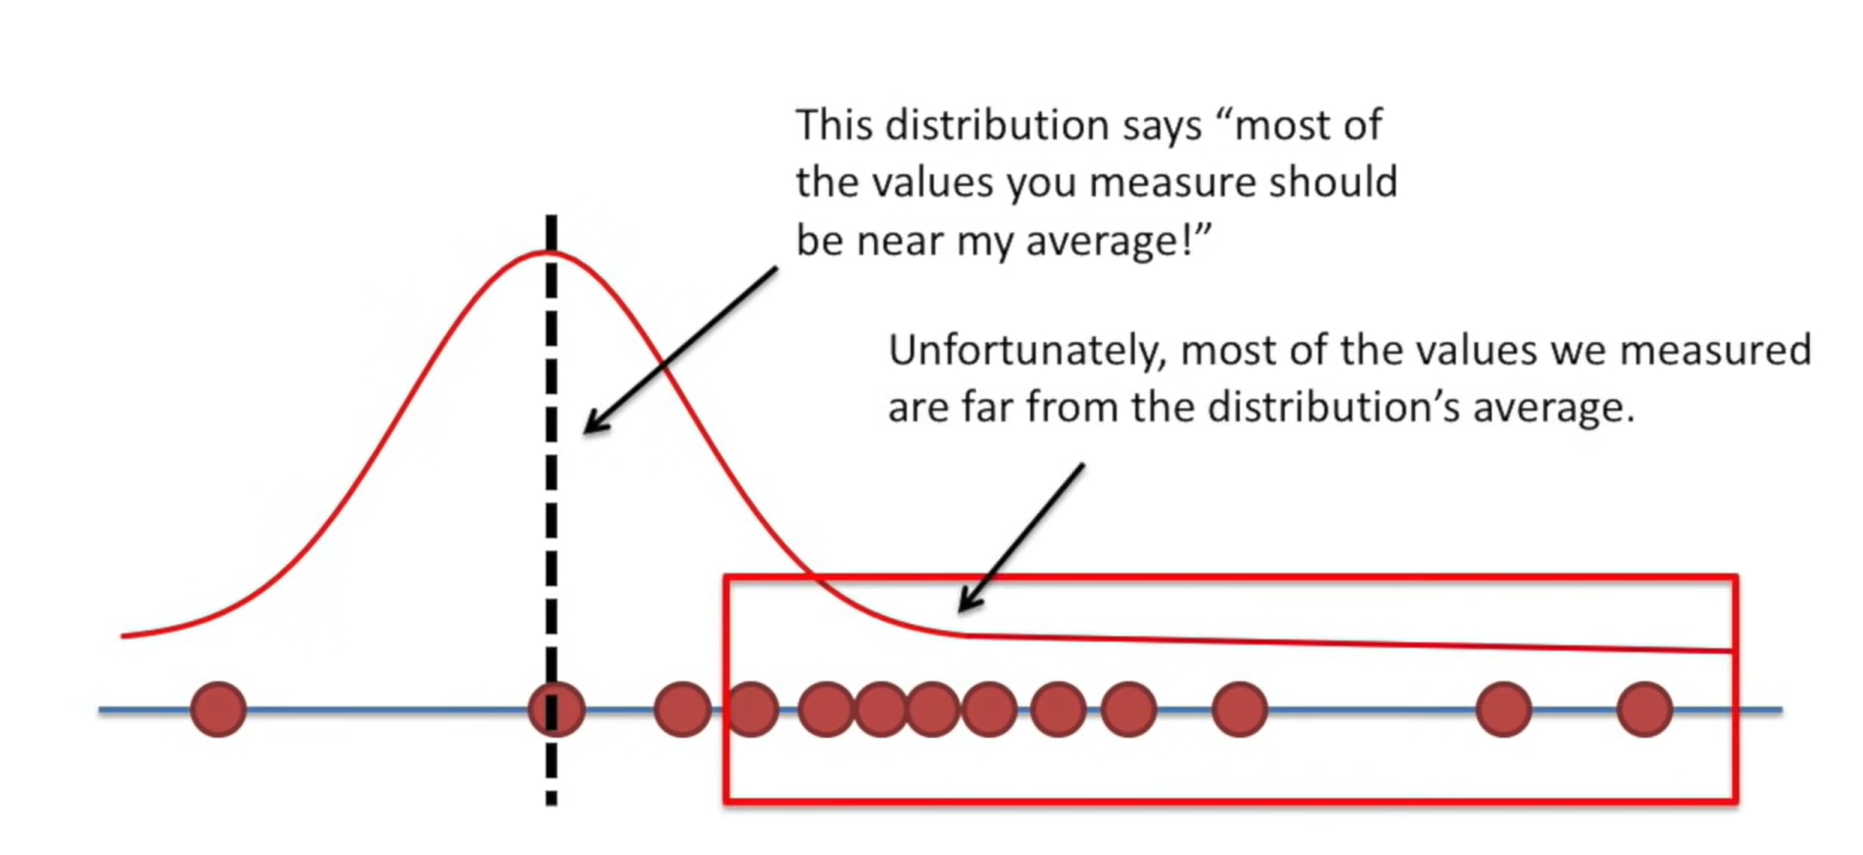 This distribution says “most of
the values you measure should
be near my average!”
Unfortunately, most of the values we measured
are far from the distribution’s average.